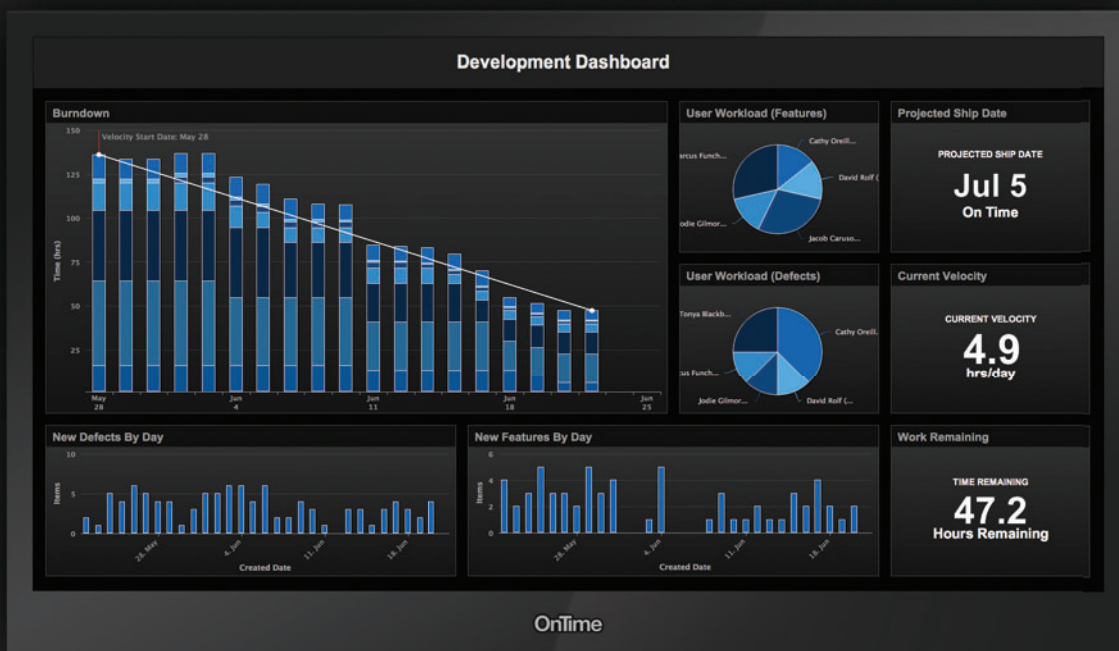 Development Dashboard
Burndown
Velocity Start Date: May 28
Time (hrs)
150
125
100
75
50
25
May
28
Jun
4
Jun
11
Jun
18
Jun
25
User Workload (Features)
Cathy Oreill...
David Rolf (
Jacob Caruso...
odie Gilmor...
arcus Funch...
Projected Ship Date
PROJECTED SHIP DATE
Jul 5
On Time
User Workload (Defects)
Cathy Oreill.
David Rolf (...
Jodie Gilmor...
cus Funch...
Tonya Blackb...
Current Velocity
CURRENT VELOCITY
4.9
hrs/day
New Defects By Day
Items
10
5
0
28. May
4. Jun
11. Jun
18. Jun
Created Date
New Features By Day
Items
6
4
2
0
28. May
4. Jun
11. Jun
18. Jun
Created Date
Work Remaining
TIME REMAINING
47.2
Hours Remaining
OnTime